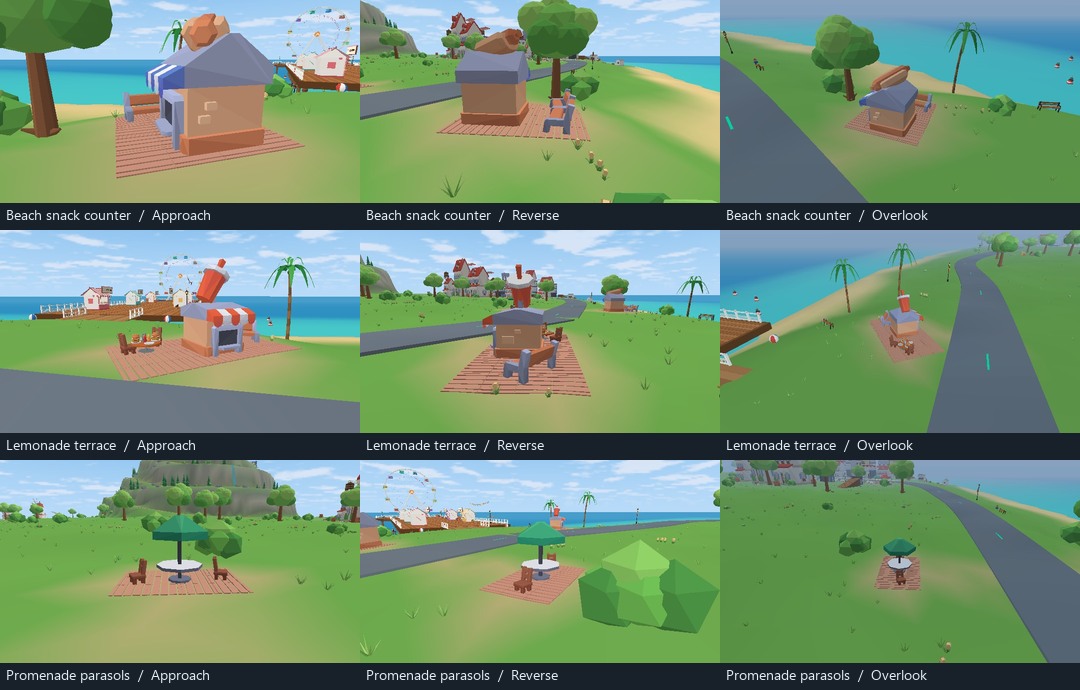 Beach snack counter / Approach
Beach snack counter / Reverse
Beach snack counter / Overlook
Lemonade terrace / Approach
Lemonade terrace / Reverse
Lemonade terrace / Overlook
Promenade parasols / Approach
Promenade parasols / Reverse
Promenade parasols / Overlook